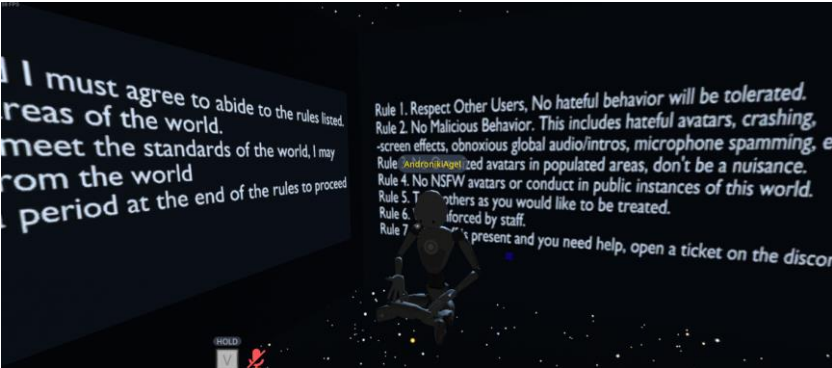 I must agree to abide to the rules listed.
reas of the world.
meet the standards of the world, I may
rom the world
period at the end of the rules to proceed
Rule 1. Respect Other Users, No hateful behavior will be tolerated.
Rule 2. No Malicious Behavior. This includes hateful avatars, crashing,
-screen effects, obnoxious global audio/intros, microphone spamming, e
Rule AndronikiAget zed avatars in populated areas, don't be a nuisance.
Rule 4. No NSFW avatars or conduct in public instances of this world.
Rule 5. T others as you would like to be treated.
Rule 6. nforced by staff.
Rule 7 s present and you need help, open a ticket on the discor
HOLD
V